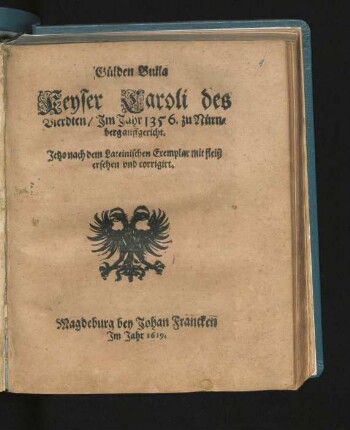 Gülden Bulla
Keyser Caroli des
Vierdten / Im Jahr 1356. zu Nürn-
berg auffgericht.
Jetzo nach dem Lateinischen Exemplar mit fleiß
ersehen vnd corrigirt.
Magdeburg bey Johan Francken
Im Jahr 1619.